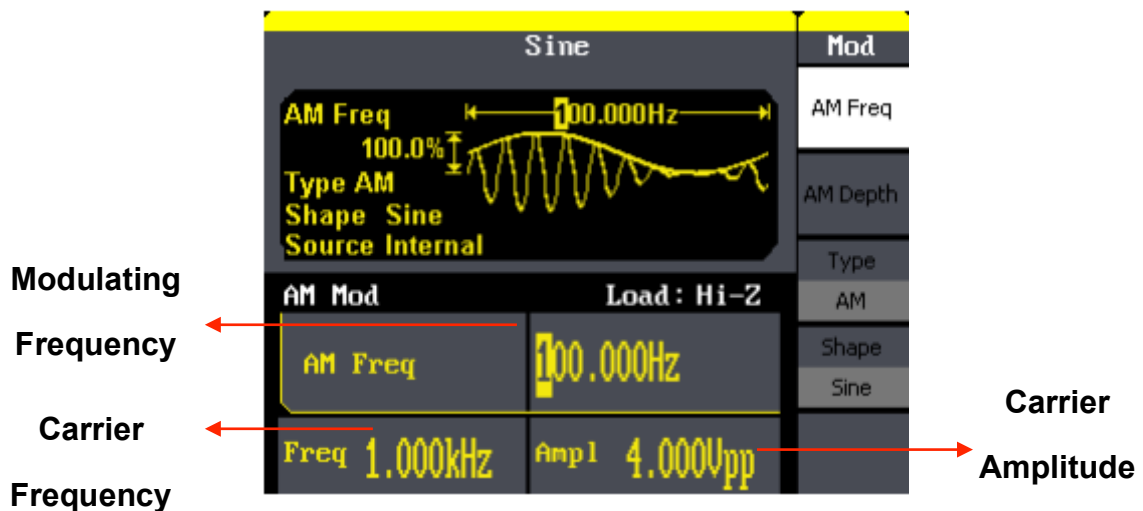 Sine
Mod
AM Freq
100.000Hz
100.0%
Type AM
Shape Sine
Source Internal
AM Freq
AM Depth
Type
AM
Shape
Sine
AM Mod
Load: Hi-Z
AM Freq
100.000Hz
Freq 1.000kHz
Ampl 4.000Vpp
Modulating
Frequency
Carrier
Frequency
Carrier
Amplitude